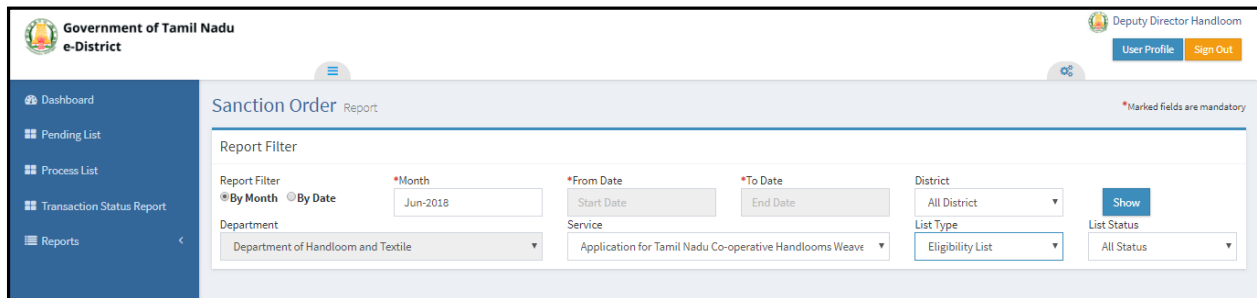 Government of Tamil Nadu
e-District
Deputy Director Handloom
User Profile
Sign Out
Dashboard
Pending List
Process List
Transaction Status Report
Reports
Sanction Order Report
*Marked fields are mandatory
Report Filter
Report Filter
*Month
*From Date
*To Date
District
By Month By Date
Jun-2018
Start Date
End Date
All District
Show
Department
Service
List Type
List Status
Department of Handloom and Textile
Application for Tamil Nadu Co-operative Handlooms Weave
Eligibility List
All Status